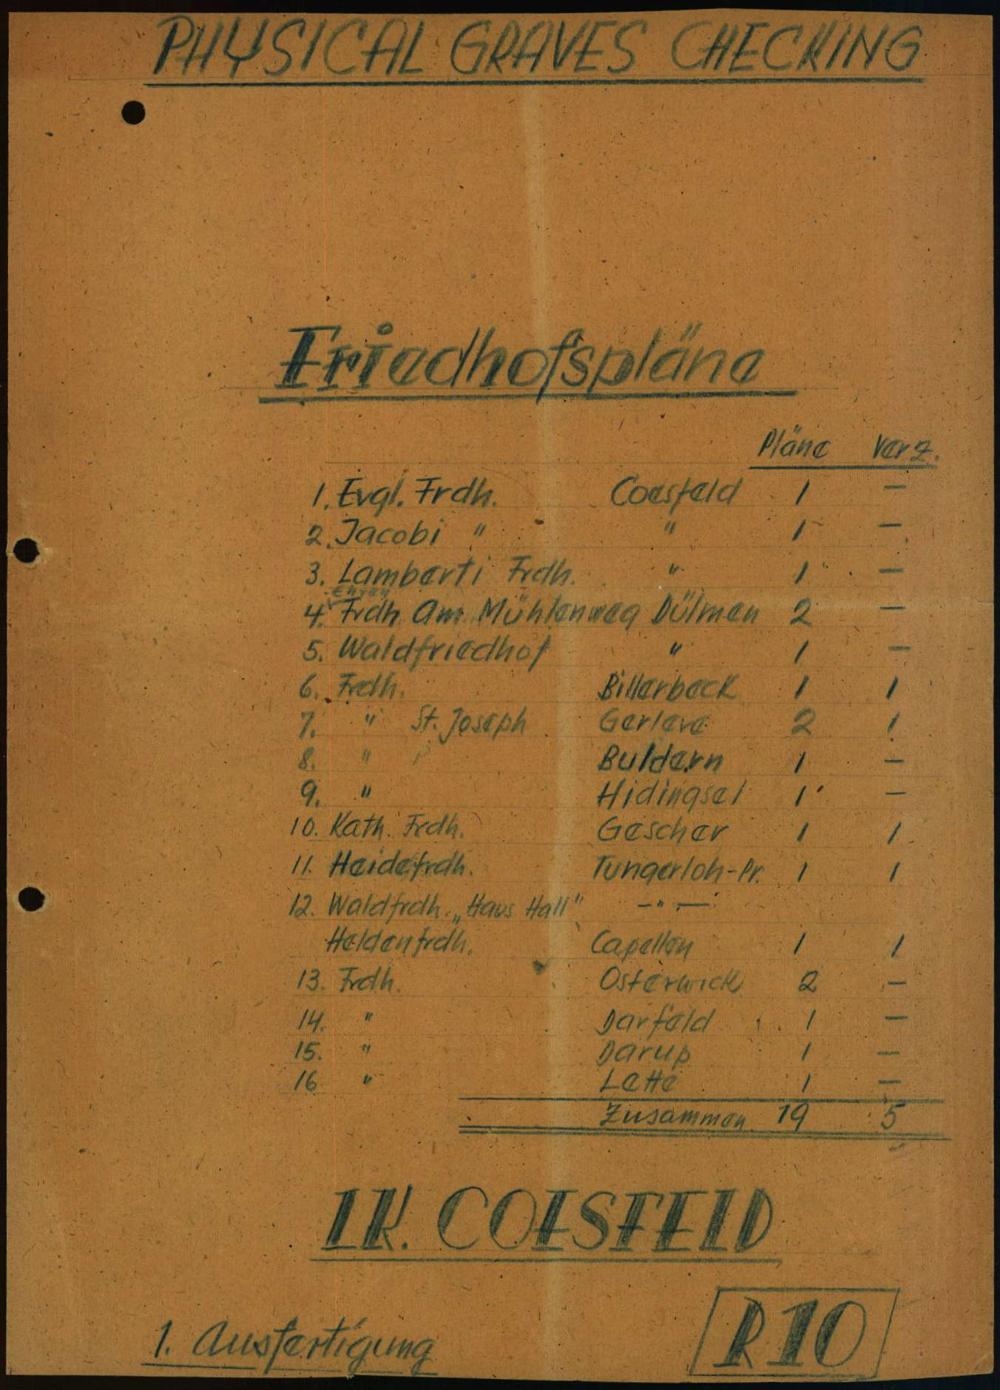 PHYSICAL GRAVES CHECKING
Friedhofspläne
Pläne Verz.
1. Evgl. Frdh. Coesfeld 1 —
2. Jacobi " " 1 —
3. Lamberti Frdh. " 1 —
Ehren
4. Frdh. Am Mühlenweg Dülmen 2 —
5. Waldfriedhof " 1 —
6. Frdh. Billerbeck 1 1
7. " St. Joseph Gerleve 2 1
8. " " Buldern 1 —
9. " Hidingsel 1 —
10. Kath. Frdh. Gescher 1 1
11. Heidefrdh. Tungerloh-Pr. 1 1
12. Waldfrdh. „Haus Hall" —"—
Heldenfrdh. Capellen 1 1
13. Frdh. Osterwick 2 —
14. " Darfeld 1 —
15. " Darup 1 —
16 " Lette 1 —
Zusammen 19 5
LK. COESFELD
1. Ausfertigung
R10